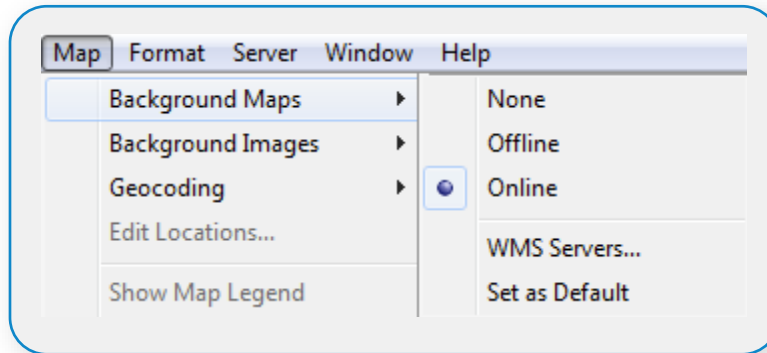 Map Format Server Window Help
Background Maps
Background Images
Geocoding
Edit Locations...
Show Map Legend
None
Offline
Online
WMS Servers...
Set as Default